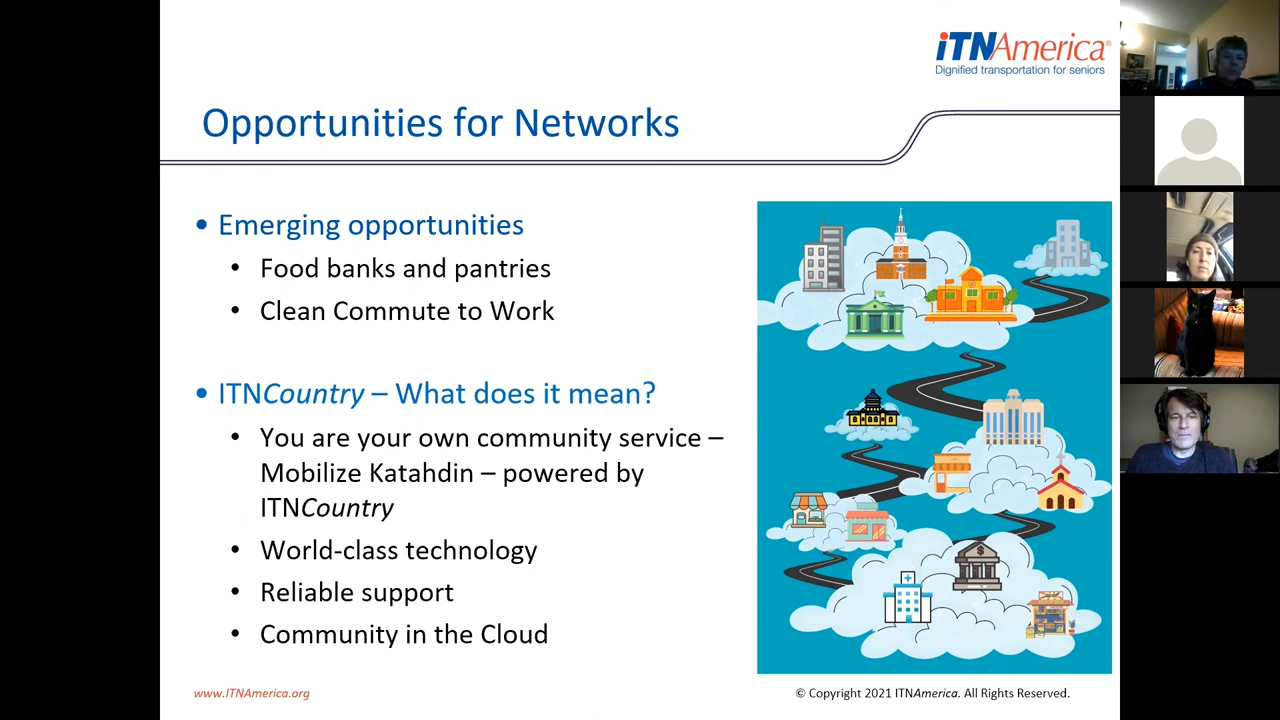 iTNAmerica®
Dignified transportation for seniors
Opportunities for Networks
• Emerging opportunities
• Food banks and pantries
• Clean Commute to Work
• ITNCountry – What does it mean?
• You are your own community service –
Mobilize Katahdin – powered by
ITNCountry
• World-class technology
• Reliable support
• Community in the Cloud
$
www.ITNAmerica.org
© Copyright 2021 ITNAmerica. All Rights Reserved.